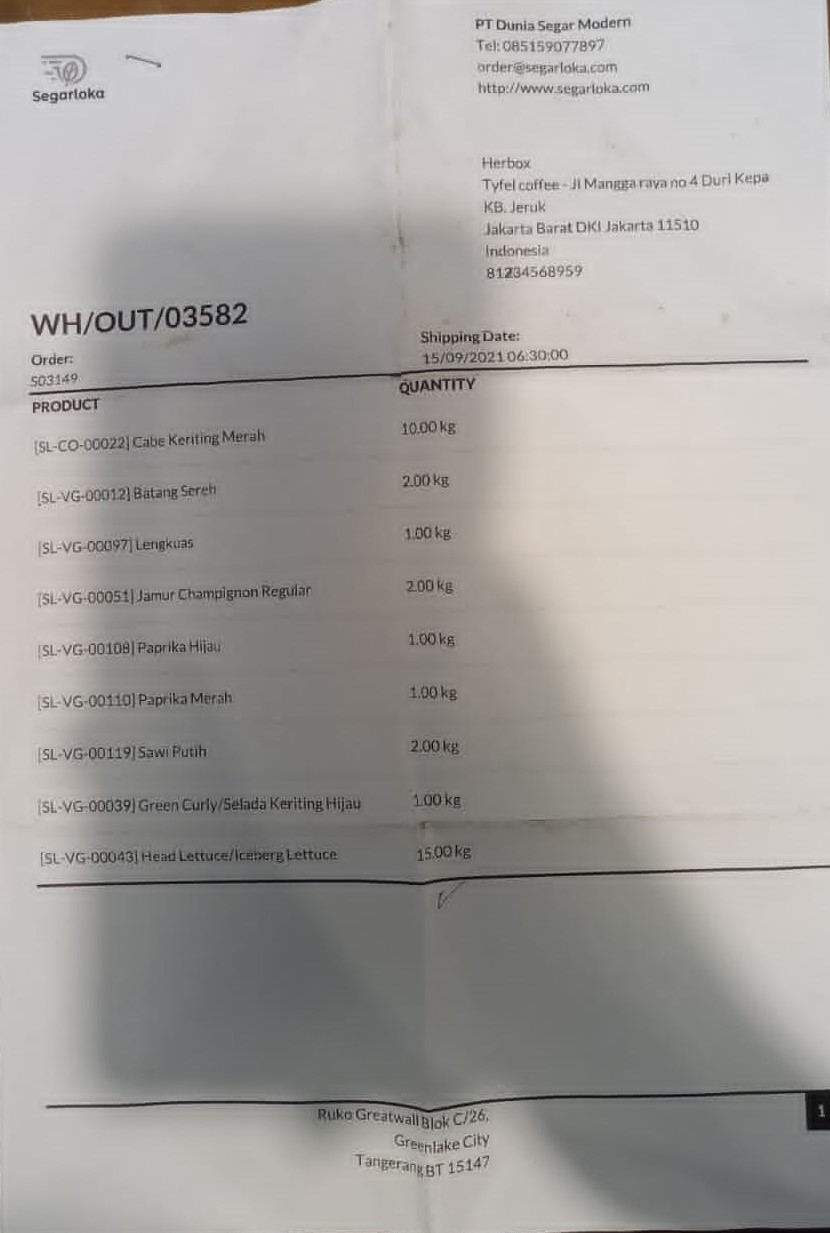 Segarloka
PT Dunia Segar Modern
Tel: 085159077897
order@segarloka.com
http://www.segarloka.com
Herbox
Tyfel coffee - Jl Mangga raya no 4 Duri Kepa
KB. Jeruk
Jakarta Barat DKI Jakarta 11510
Indonesia
81234568959
WH/OUT/03582
Order:
S03149
Shipping Date:
15/09/2021 06:30:00
PRODUCT QUANTITY
[SL-CO-00022] Cabe Keriting Merah 10.00 kg
[SL-VG-00012] Batang Sereh 2.00 kg
[SL-VG-00097] Lengkuas 1.00 kg
[SL-VG-00051] Jamur Champignon Regular 2.00 kg
[SL-VG-00108] Paprika Hijau 1.00 kg
[SL-VG-00110] Paprika Merah 1.00 kg
[SL-VG-00119] Sawi Putih 2.00 kg
[SL-VG-00039] Green Curly/Selada Keriting Hijau 1.00 kg
[SL-VG-00043] Head Lettuce/Iceberg Lettuce 15.00 kg
Ruko Greatwall Blok C/26,
Greenlake City
Tangerang BT 15147
1